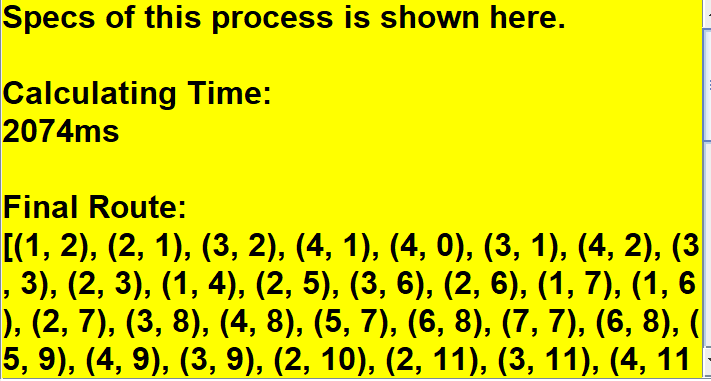 Specs of this process is shown here.
Calculating Time:
2074ms
Final Route:
[(1, 2), (2, 1), (3, 2), (4, 1), (4, 0), (3, 1), (4, 2), (3
, 3), (2, 3), (1, 4), (2, 5), (3, 6), (2, 6), (1, 7), (1, 6
), (2, 7), (3, 8), (4, 8), (5, 7), (6, 8), (7, 7), (6, 8), (
5, 9), (4, 9), (3, 9), (2, 10), (2, 11), (3, 11), (4, 11